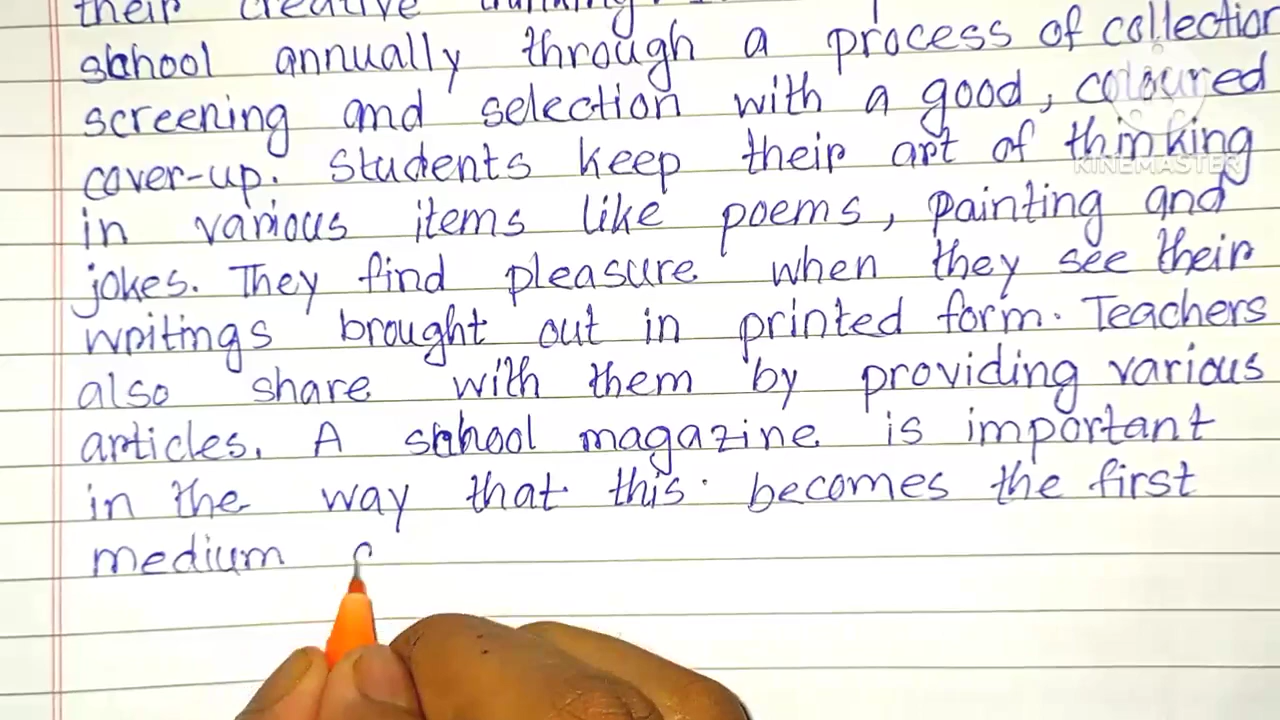 their creative
school annually through a process of collection
screening and selection with a good, coloured
cover-up. Students keep their art of thinking
KINEMASTER
in various items like poems, painting and
jokes. They find pleasure when they see their
writings brought out in printed form. Teachers
also share with them by providing various
articles. A school magazine is important
in the way that this becomes the first
medium